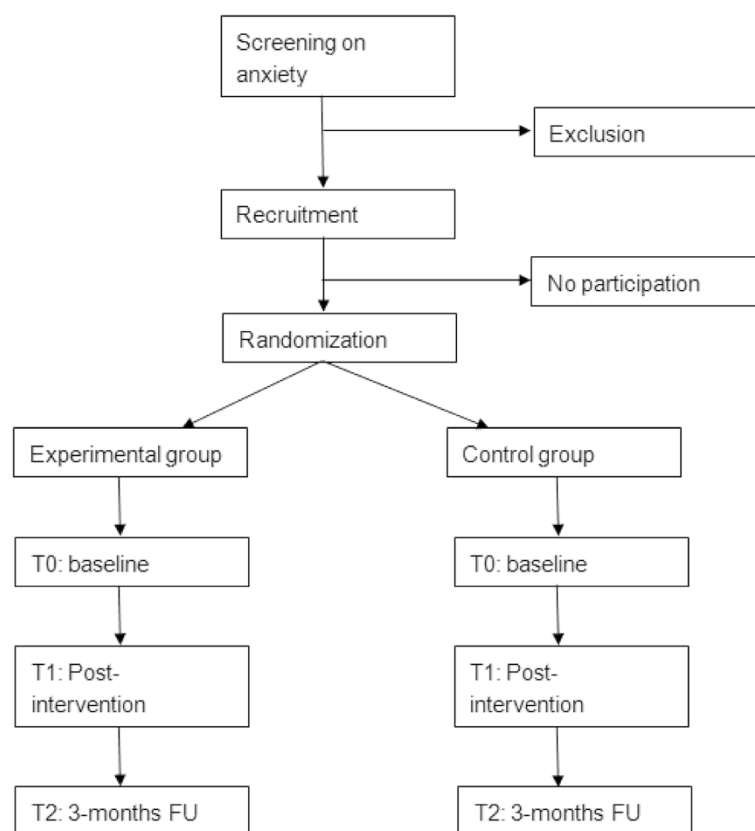 Screening on
anxiety
Exclusion
Recruitment
No participation
Randomization
Experimental group
Control group
T0: baseline
T0: baseline
T1: Post-
intervention
T1: Post-
intervention
T2: 3-months FU
T2: 3-months FU